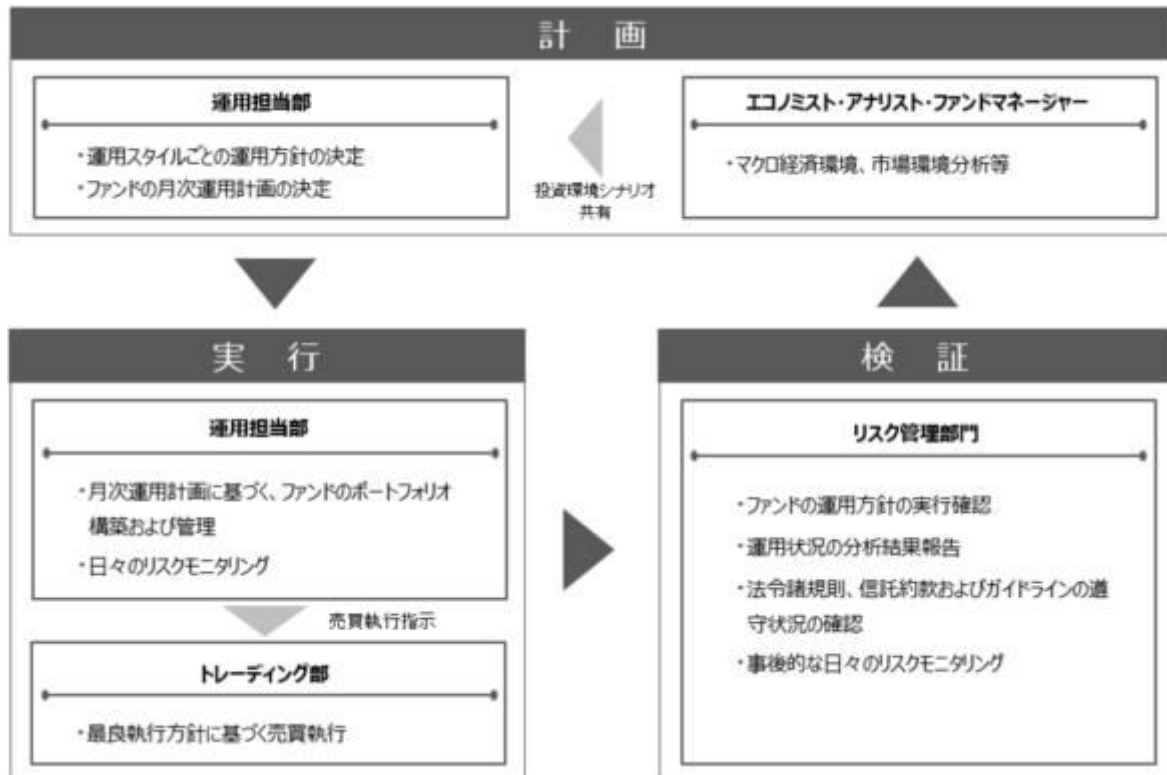 計 画
運用担当部
・運用スタイルごとの運用方針の決定
・ファンドの月次運用計画の決定
投資環境シナリオ
共有
エコノミスト・アナリスト・ファンドマネージャー
・マクロ経済環境、市場環境分析等
実 行
運用担当部
・月次運用計画に基づく、ファンドのポートフォリオ
構築および管理
・日々のリスクモニタリング
売買執行指示
トレーディング部
・最良執行方針に基づく売買執行
検 証
リスク管理部門
・ファンドの運用方針の実行確認
・運用状況の分析結果報告
・法令諸規則、信託約款およびガイドラインの遵
守状況の確認
・事後的な日々のリスクモニタリング